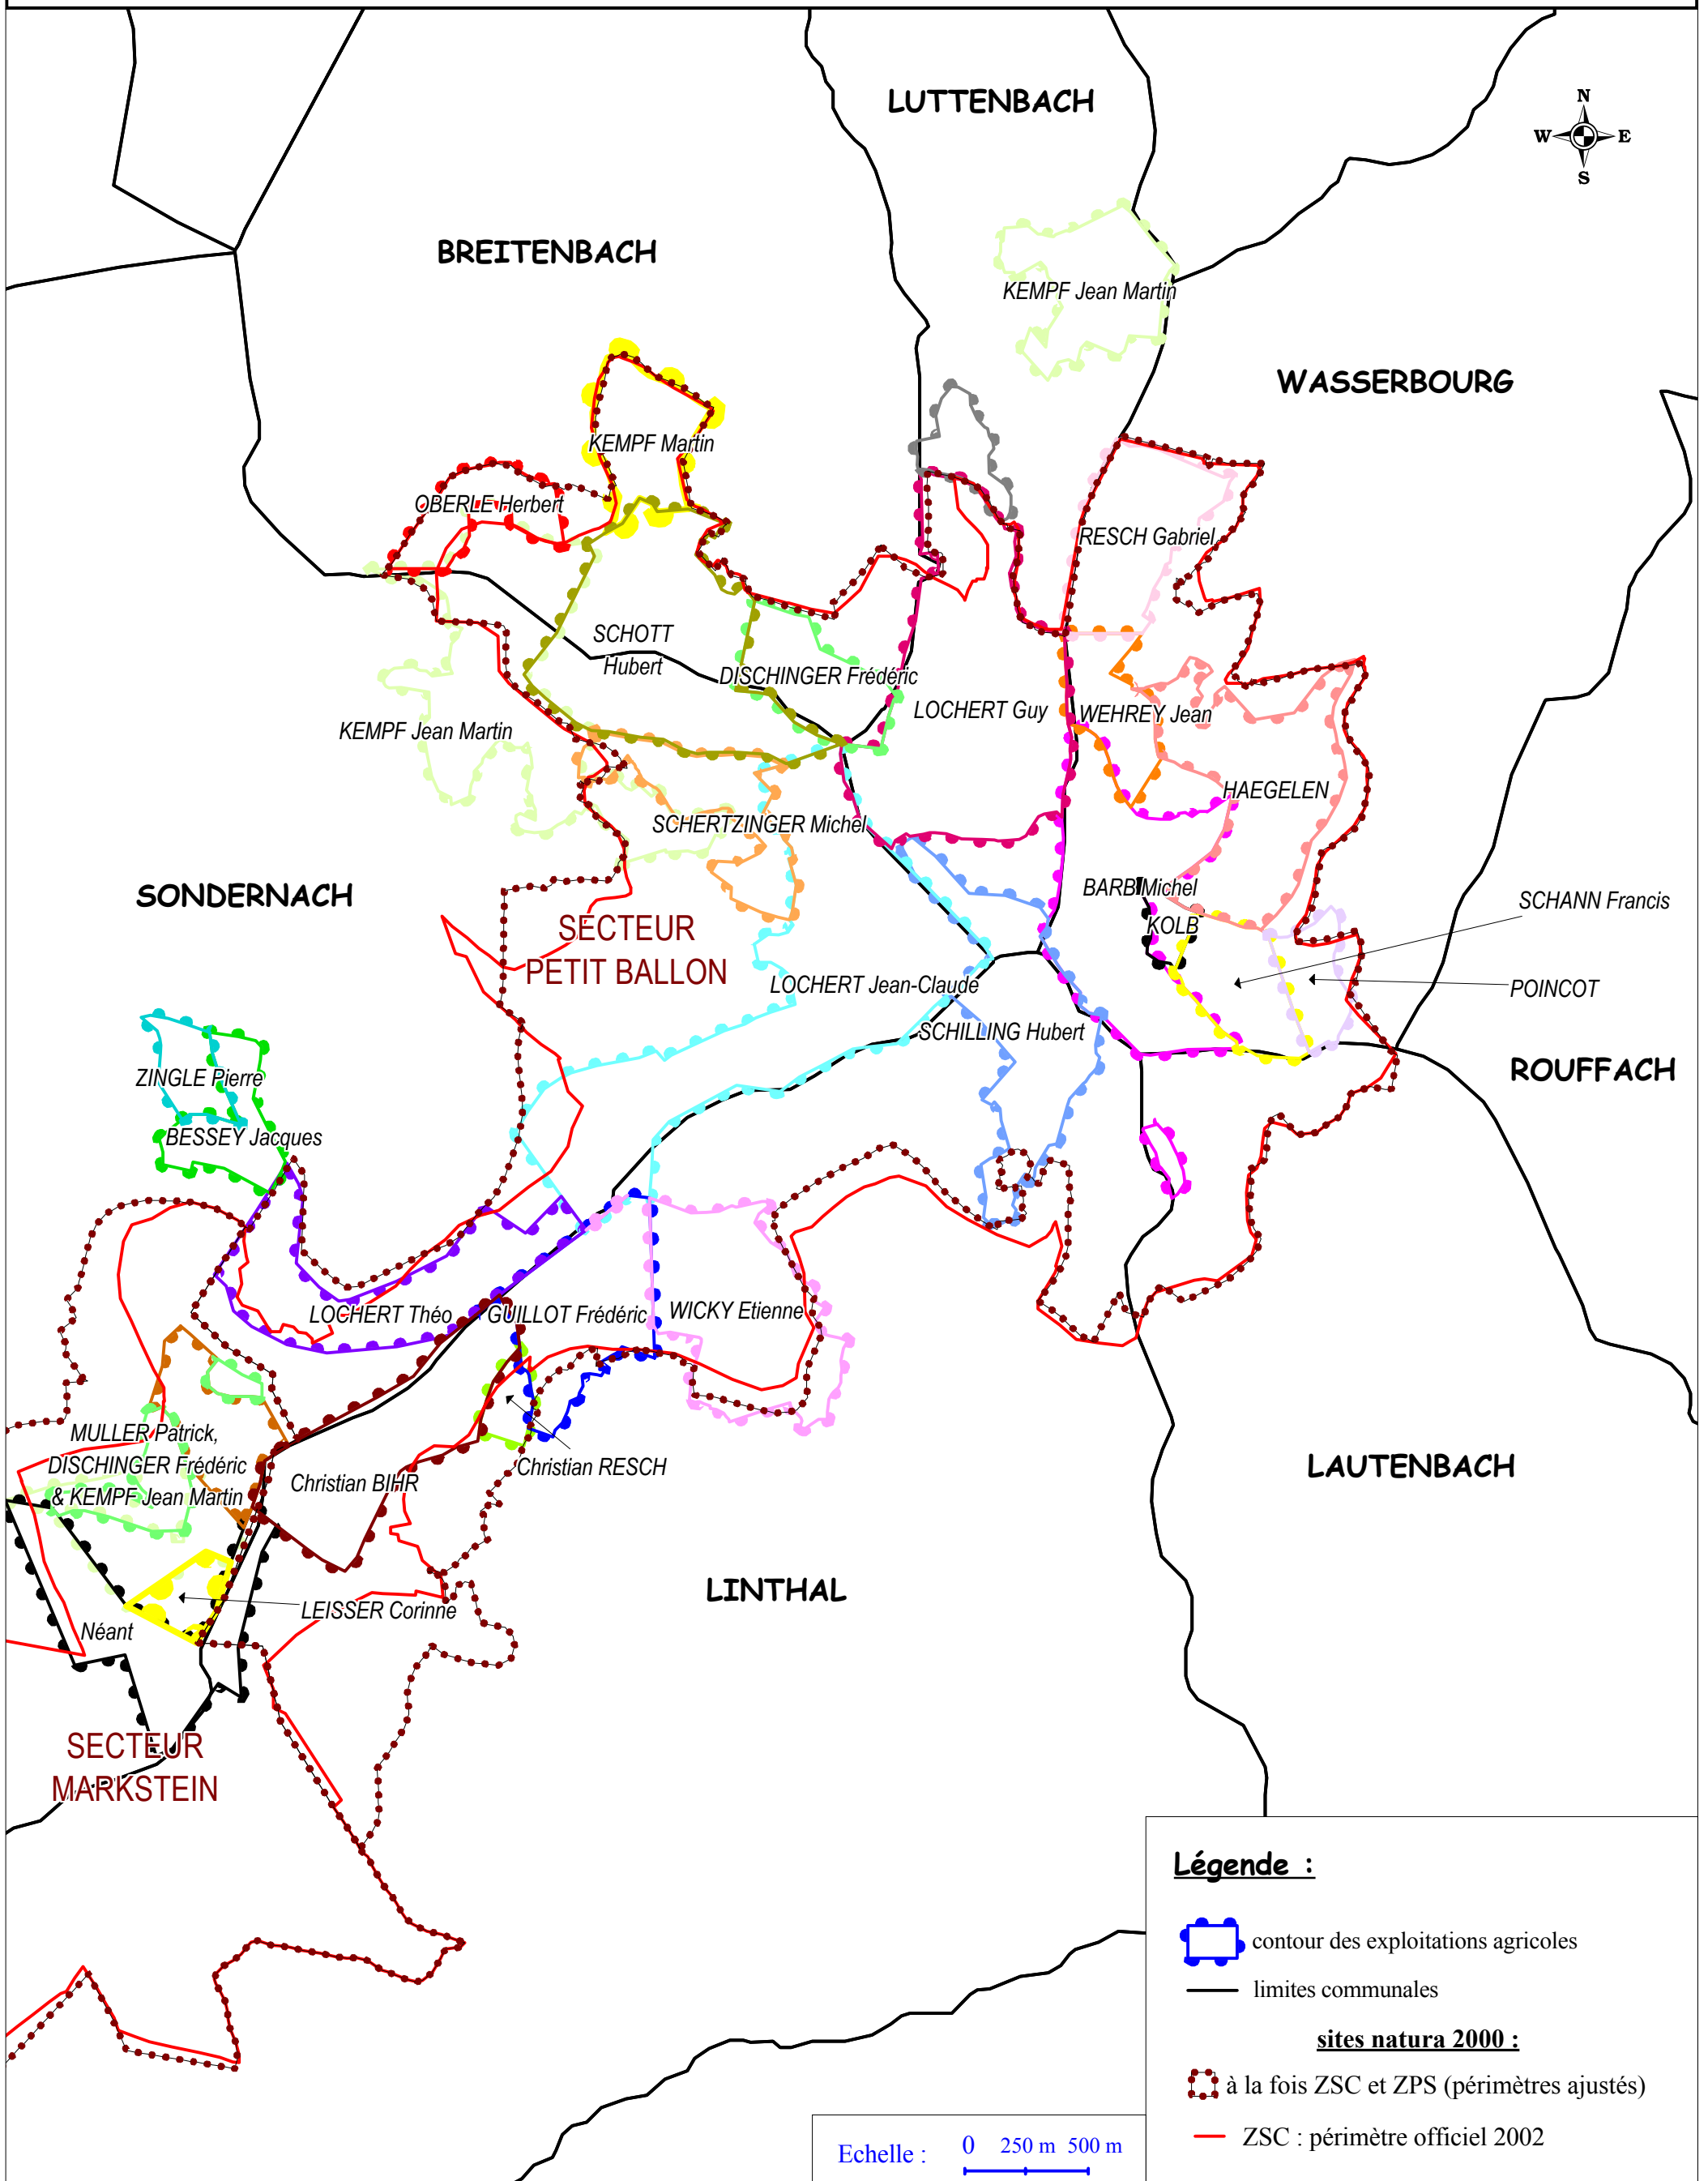 LUTTENBACH
N
W E
S
BREITENBACH
KEMPF Jean Martin
WASSERBOURG
KEMPF Martin
OBERLE Herbert
RESCH Gabriel
SCHOTT
Hubert
DISCHINGER Frédéric
LOCHERT Guy
WEHREY Jean
KEMPF Jean Martin
HAEGELEN
SCHERTZINGER Michel
SONDERNACH
BARB Michel
SCHANN Francis
KOLB
SECTEUR
PETIT BALLON
LOCHERT Jean-Claude
POINCOT
SCHILLING Hubert
ROUFFACH
ZINGLE Pierre
BESSEY Jacques
LOCHERT Théo
GUILLOT Frédéric
WICKY Etienne
MULLER Patrick,
DISCHINGER Frédéric
& KEMPF Jean Martin
Christian BIHR
Christian RESCH
LAUTENBACH
LINTHAL
LEISSER Corinne
Néant
SECTEUR
MARKSTEIN
Légende :
contour des exploitations agricoles
limites communales
sites natura 2000 :
à la fois ZSC et ZPS (périmètres ajustés)
ZSC : périmètre officiel 2002
Echelle : 0 250 m 500 m